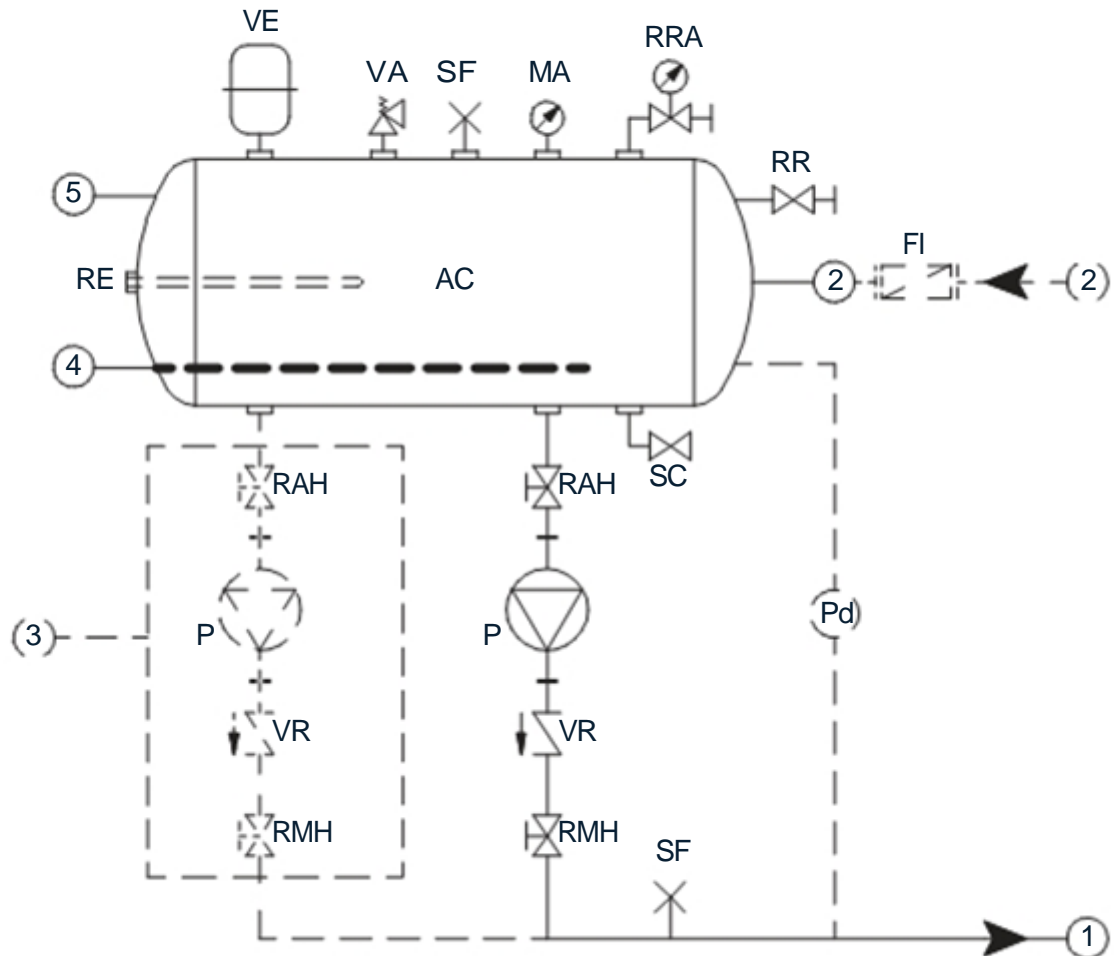 VE
RRA
VA
SF
MA
RR
5
FI
RE
AC
2
(2)
4
RAH
RAH
SC
(3)
P
P
Pd
VR
VR
RMH
RMH
SF
1